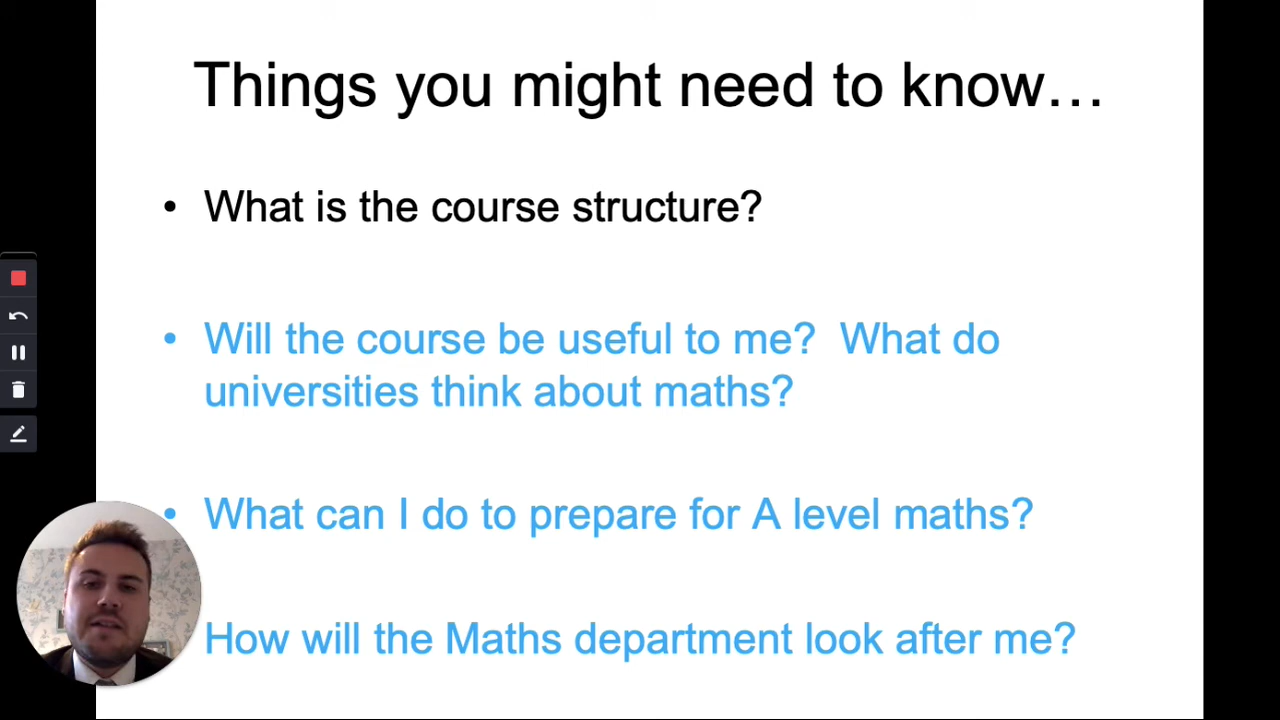 Things you might need to know…
• What is the course structure?
• Will the course be useful to me?  What do
universities think about maths?
• What can I do to prepare for A level maths?
How will the Maths department look after me?